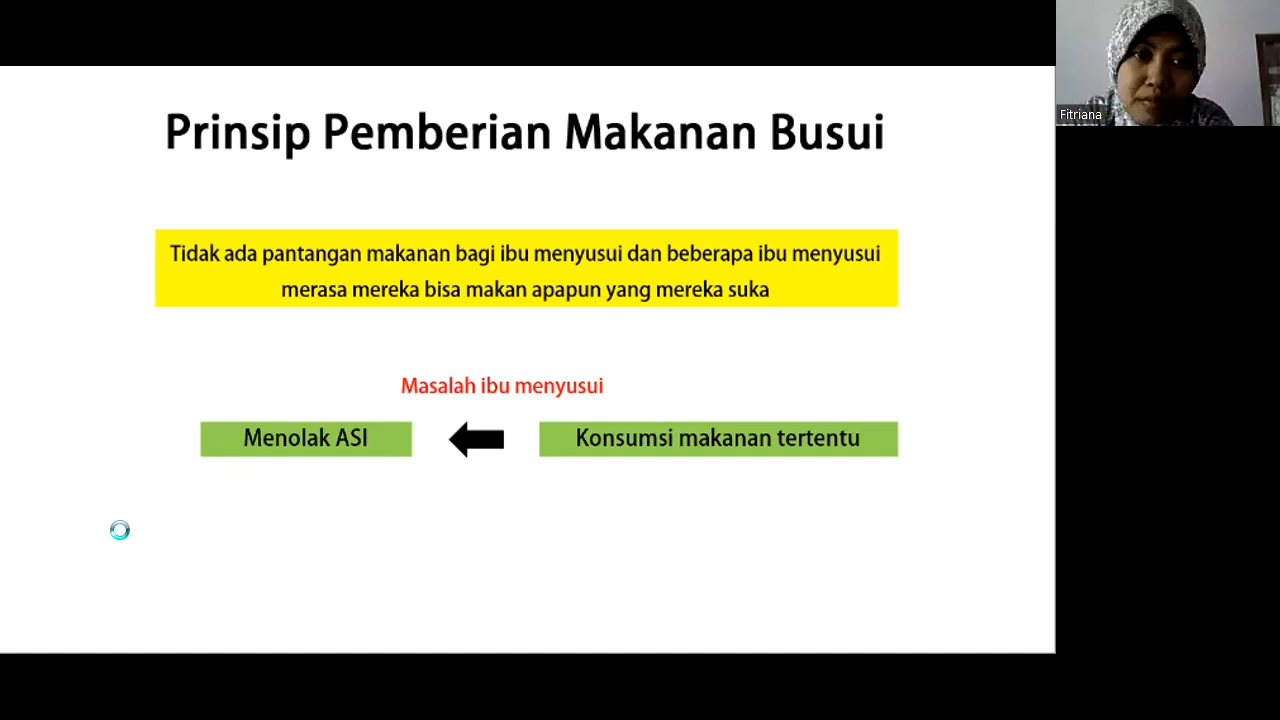 Prinsip Pemberian Makanan Busui
Tidak ada pantangan makanan bagi ibu menyusui dan beberapa ibu menyusui
merasa mereka bisa makan apapun yang mereka suka
Masalah ibu menyusui
Menolak ASI
Konsumsi makanan tertentu
Fitriana